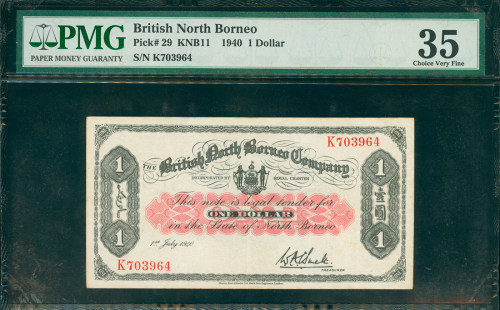 PMG
PAPER MONEY GUARANTY
British North Borneo
Pick# 29 KNB11 1940 1 Dollar
S/N K703964
35
Choice Very Fine
K703964
THE British North Borneo Company
INCORPORATED BY ROYAL CHARTER
1
1
This note is legal tender for
ONE DOLLAR
in the State of North Borneo
壹圓
1st July 1940
1
1
K703964
TREASURER